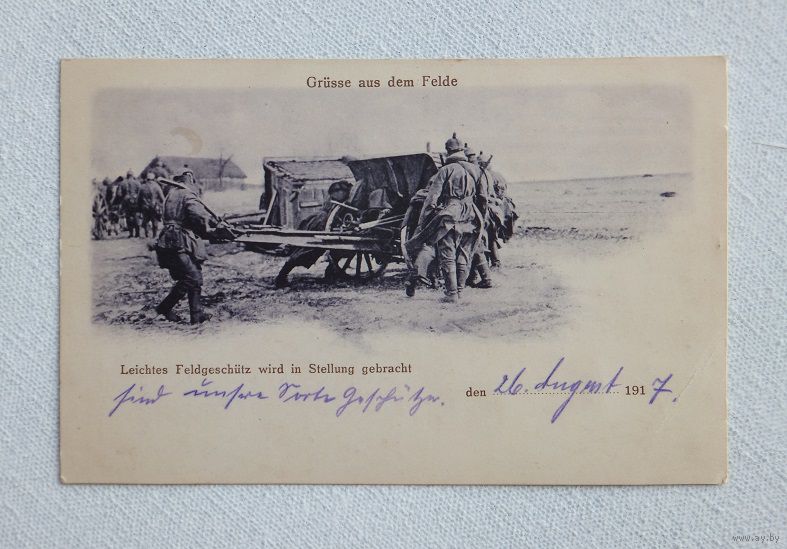 Grüsse aus dem Felde
Leichtes Feldgeschütz wird in Stellung gebracht
sind unsere Sorte Geschütze.
den 26. August 1917.
www.ay.by